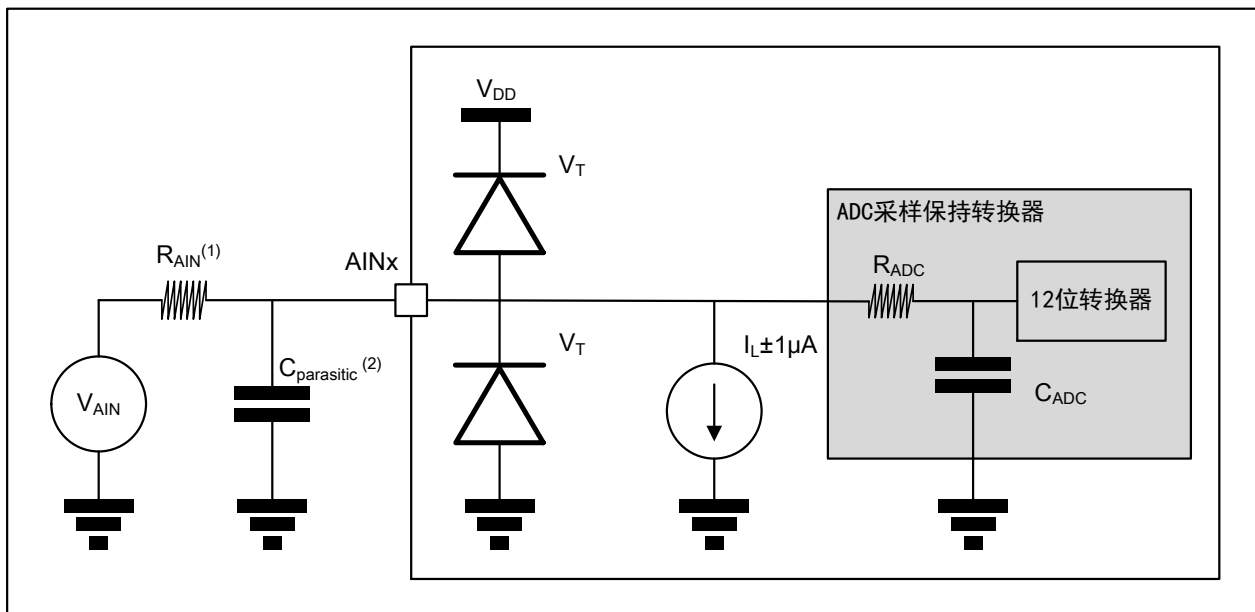 V_DD
V_T
ADC采样保持转换器
R_AIN(1)
AINx
R_ADC
12位转换器
V_T
I_L±1µA
C_parasitic(2)
V_AIN
C_ADC